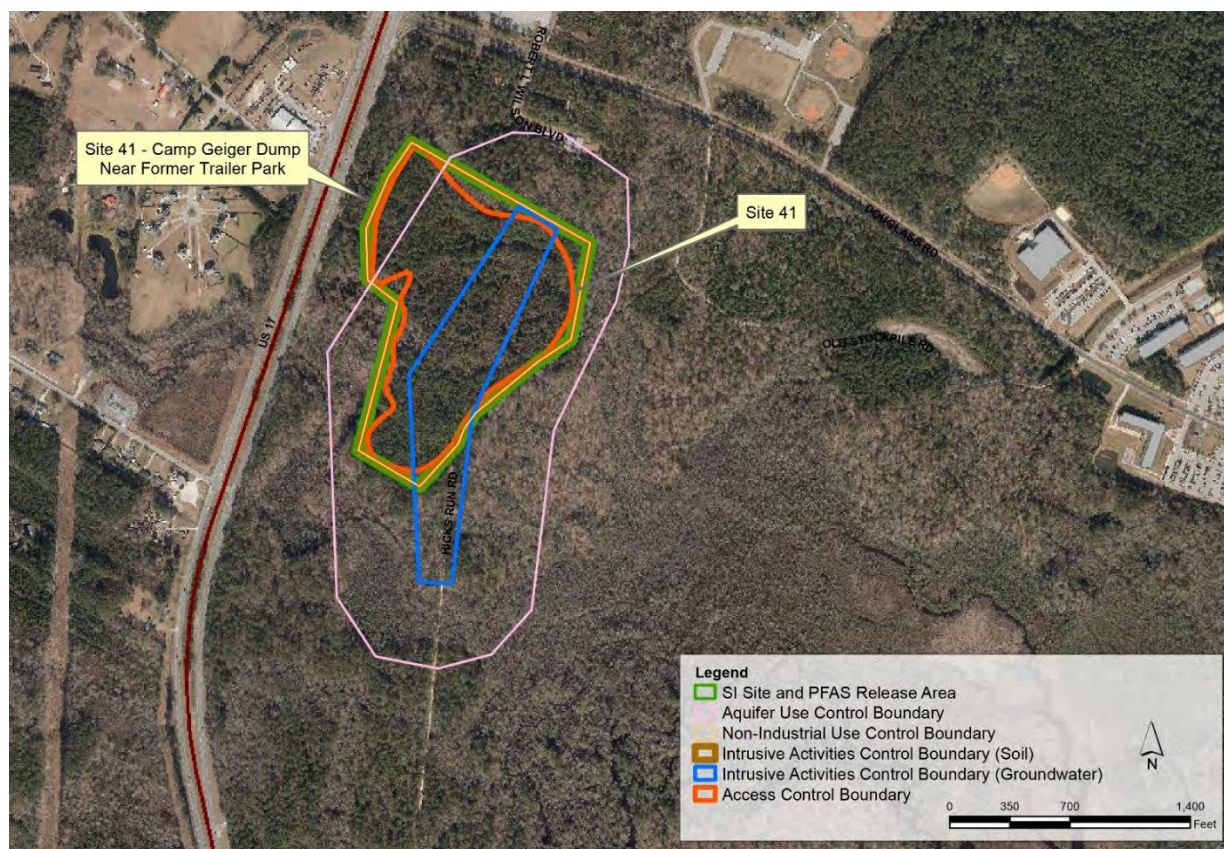 ROBERT L WILSON BLVD
Site 41 - Camp Geiger Dump
Near Former Trailer Park
Site 41
DOUGLASS RD
US 17
OLD STOCKPILE RD
HICKS RUN RD
Legend
SI Site and PFAS Release Area
Aquifer Use Control Boundary
Non-Industrial Use Control Boundary
Intrusive Activities Control Boundary (Soil)
Intrusive Activities Control Boundary (Groundwater)
Access Control Boundary
N
0 350 700 1,400
Feet